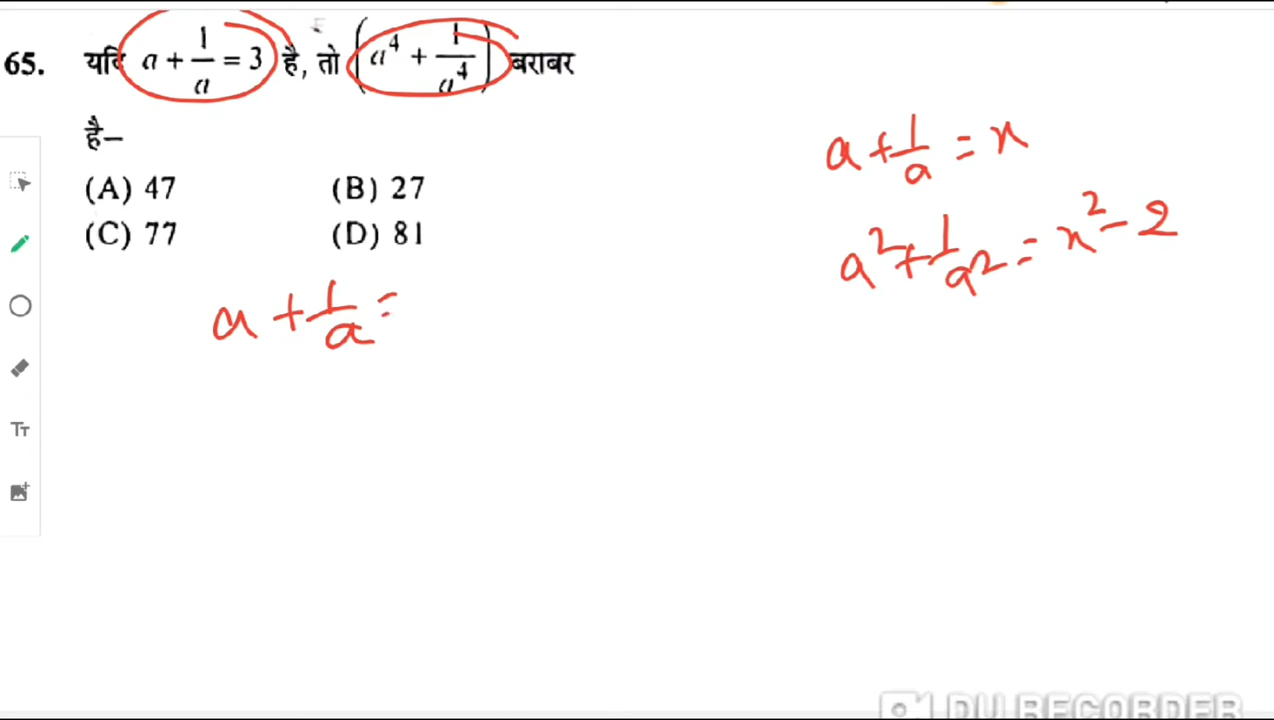 65. यदि a + 1/a = 3 है, तो (a⁴ + 1/a⁴) बराबर
है–
(A) 47 (B) 27
(C) 77 (D) 81
a + 1/a =
a + 1/a = x
a² + 1/a² = x² - 2
Tт
DU RECORDER